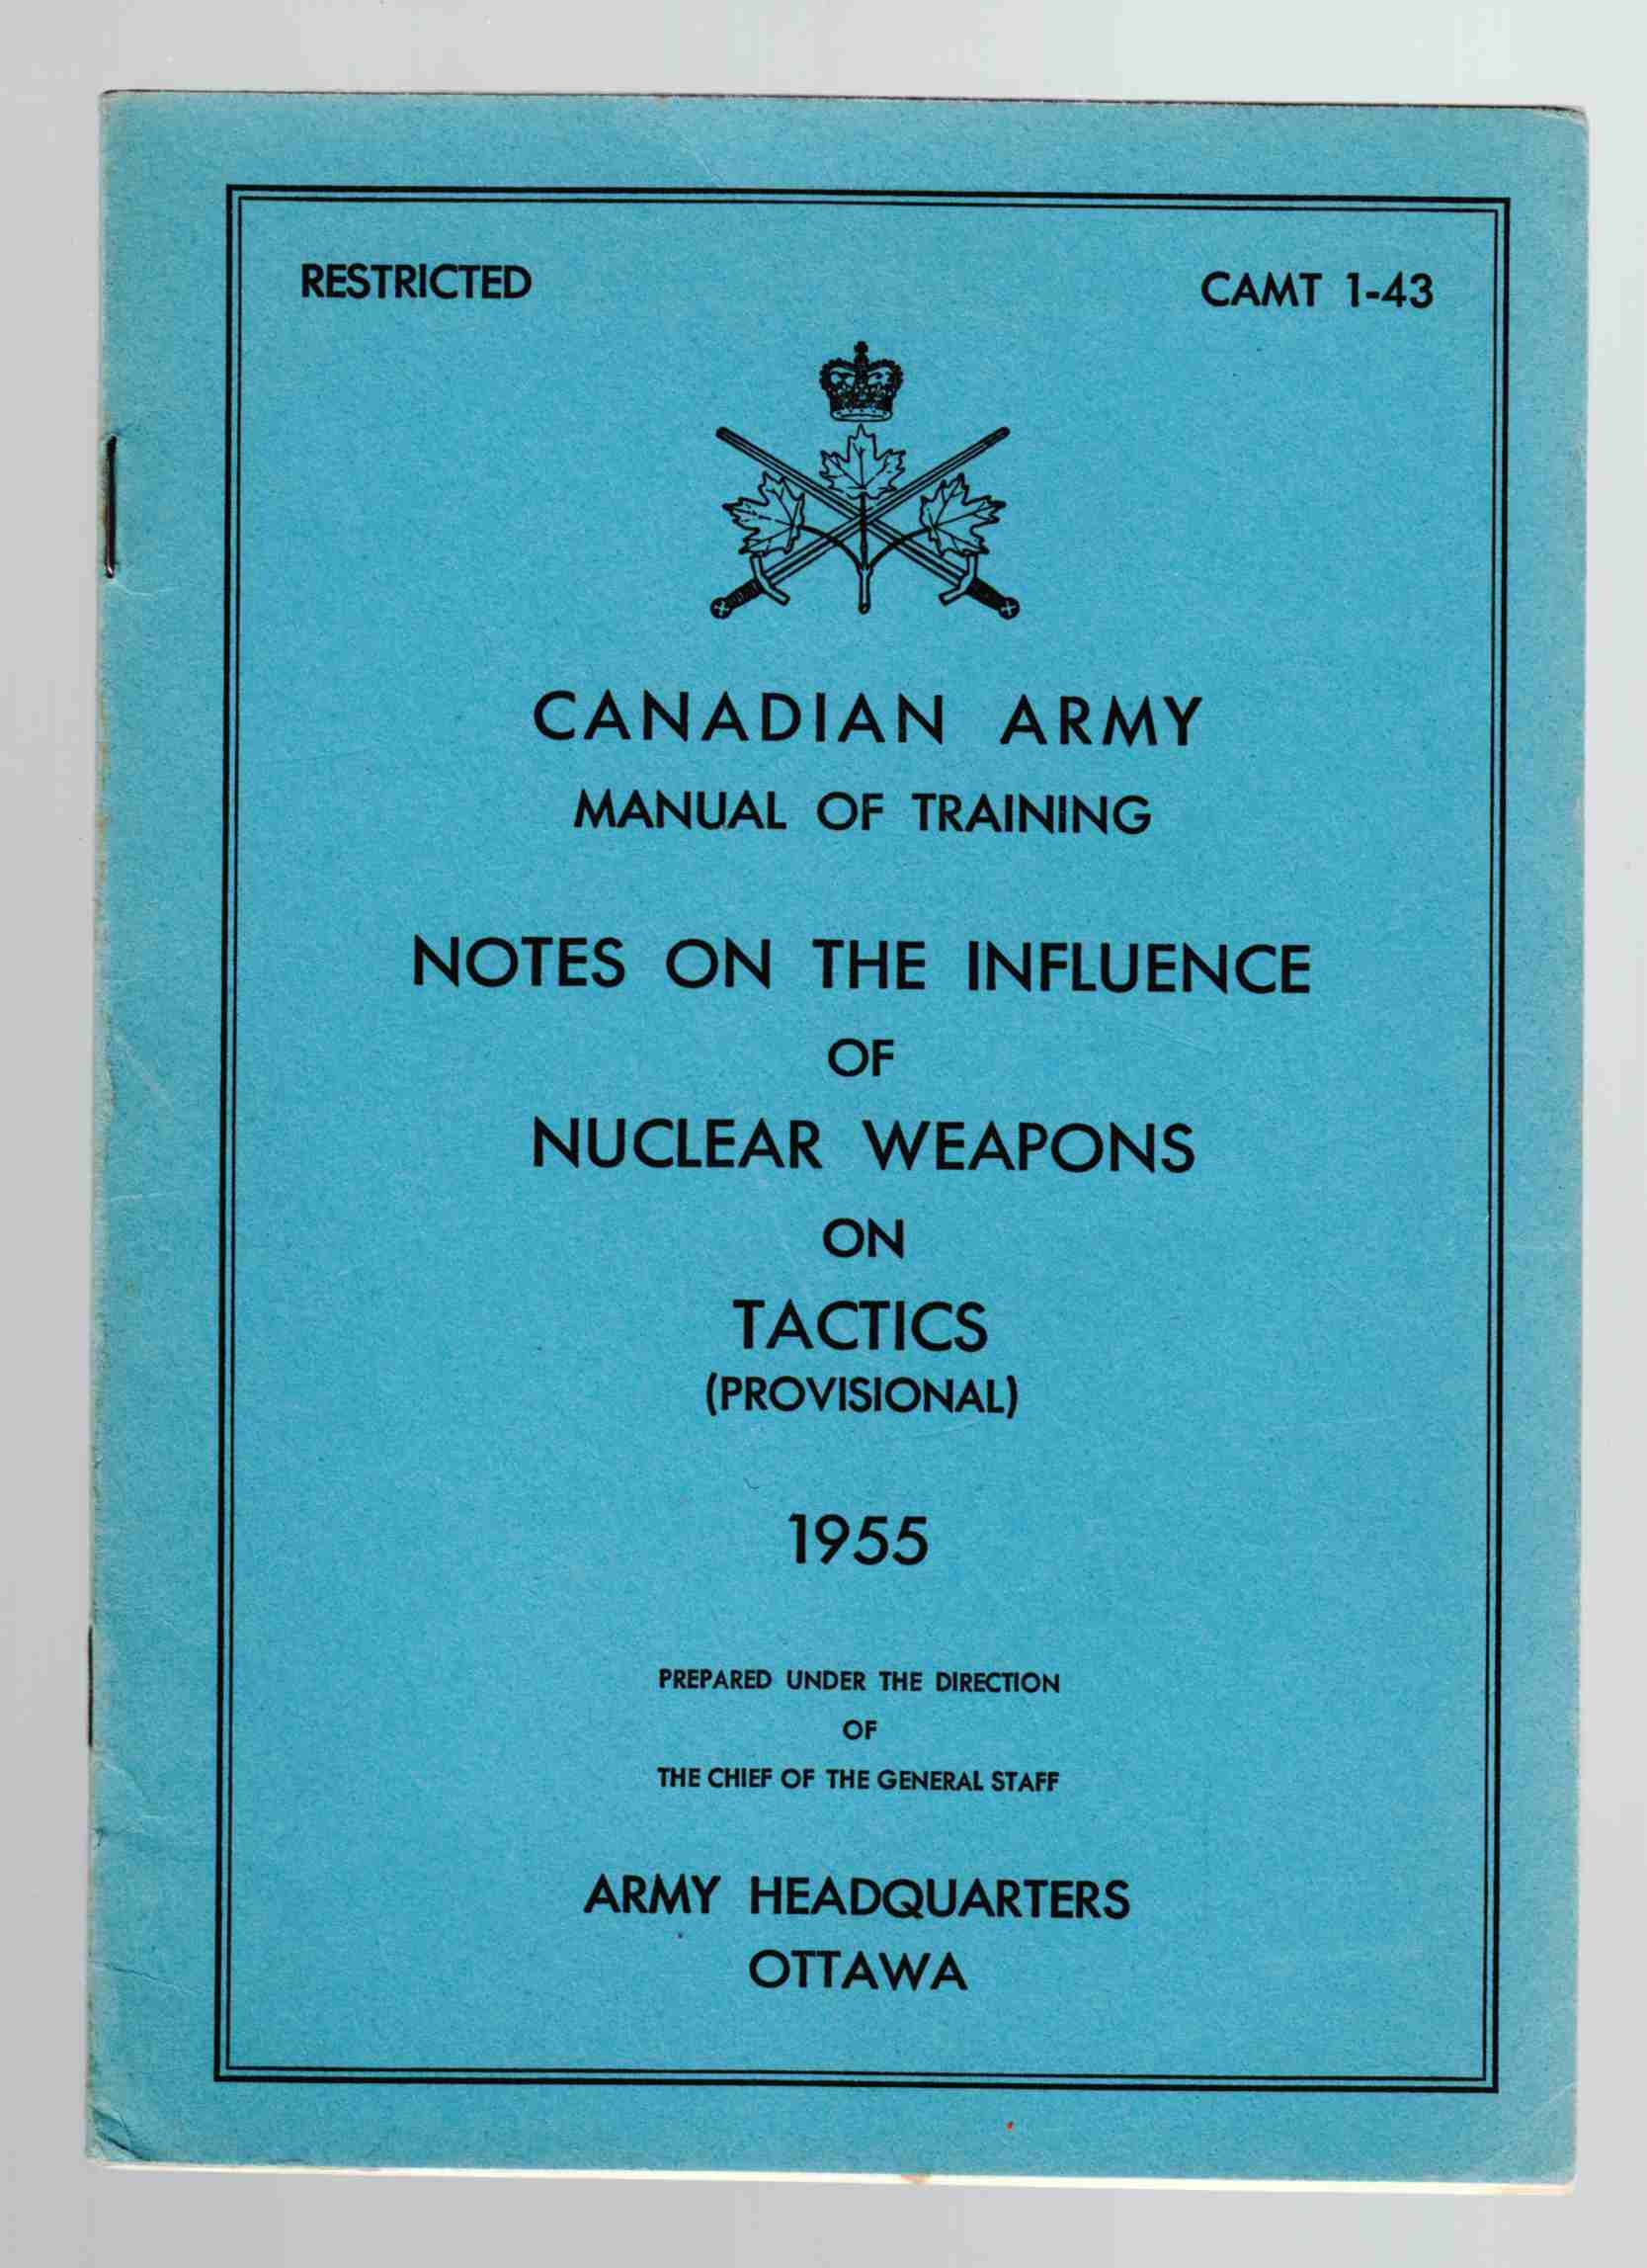 RESTRICTED
CAMT 1-43
CANADIAN ARMY
MANUAL OF TRAINING
NOTES ON THE INFLUENCE
OF
NUCLEAR WEAPONS
ON
TACTICS
(PROVISIONAL)
1955
PREPARED UNDER THE DIRECTION
OF
THE CHIEF OF THE GENERAL STAFF
ARMY HEADQUARTERS
OTTAWA